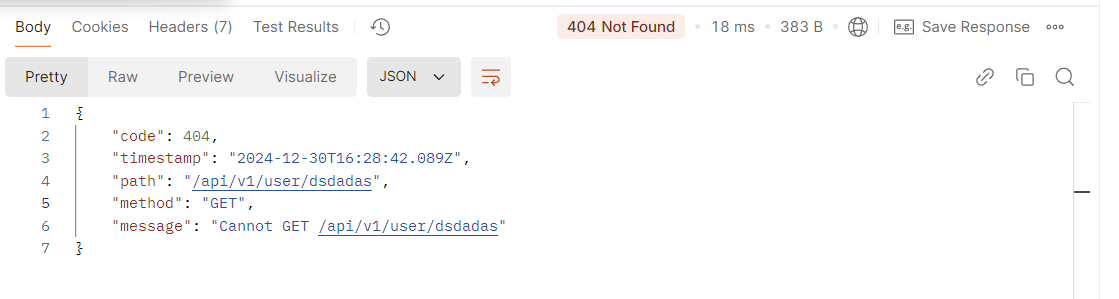 Body Cookies Headers (7) Test Results 404 Not Found 18 ms 383 B e.g. Save Response
Pretty Raw Preview Visualize JSON
1 {
2 "code": 404,
3 "timestamp": "2024-12-30T16:28:42.089Z",
4 "path": "/api/v1/user/dsdadas",
5 "method": "GET",
6 "message": "Cannot GET /api/v1/user/dsdadas"
7 }